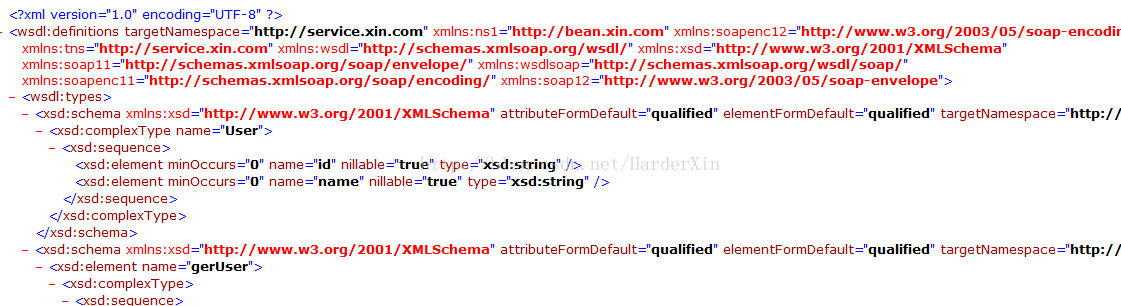 <?xml version="1.0" encoding="UTF-8" ?>
- <wsdl:definitions targetNamespace="http://service.xin.com" xmlns:ns1="http://bean.xin.com" xmlns:soapenc12="http://www.w3.org/2003/05/soap-encodin
xmlns:tns="http://service.xin.com" xmlns:wsdl="http://schemas.xmlsoap.org/wsdl/" xmlns:xsd="http://www.w3.org/2001/XMLSchema"
xmlns:soap11="http://schemas.xmlsoap.org/soap/envelope/" xmlns:wsdlsoap="http://schemas.xmlsoap.org/wsdl/soap/"
xmlns:soapenc11="http://schemas.xmlsoap.org/soap/encoding/" xmlns:soap12="http://www.w3.org/2003/05/soap-envelope">
- <wsdl:types>
- <xsd:schema xmlns:xsd="http://www.w3.org/2001/XMLSchema" attributeFormDefault="qualified" elementFormDefault="qualified" targetNamespace="http://
- <xsd:complexType name="User">
- <xsd:sequence>
<xsd:element minOccurs="0" name="id" nillable="true" type="xsd:string" />
<xsd:element minOccurs="0" name="name" nillable="true" type="xsd:string" />
</xsd:sequence>
</xsd:complexType>
</xsd:schema>
- <xsd:schema xmlns:xsd="http://www.w3.org/2001/XMLSchema" attributeFormDefault="qualified" elementFormDefault="qualified" targetNamespace="http://
- <xsd:element name="gerUser">
- <xsd:complexType>
- <xsd:sequence>